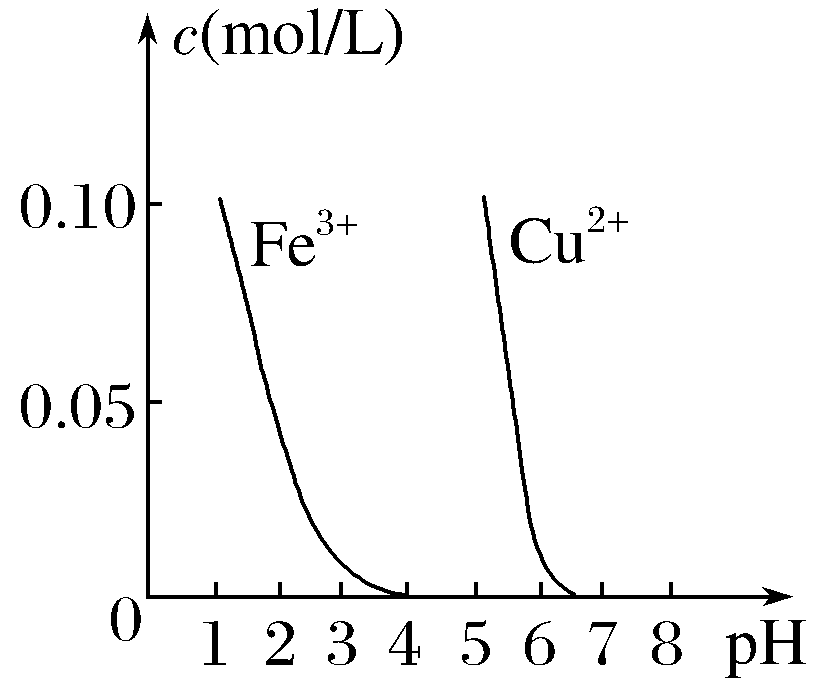 c(mol/L)
0.10
Fe³⁺
Cu²⁺
0.05
0
1 2 3 4 5 6 7 8 pH